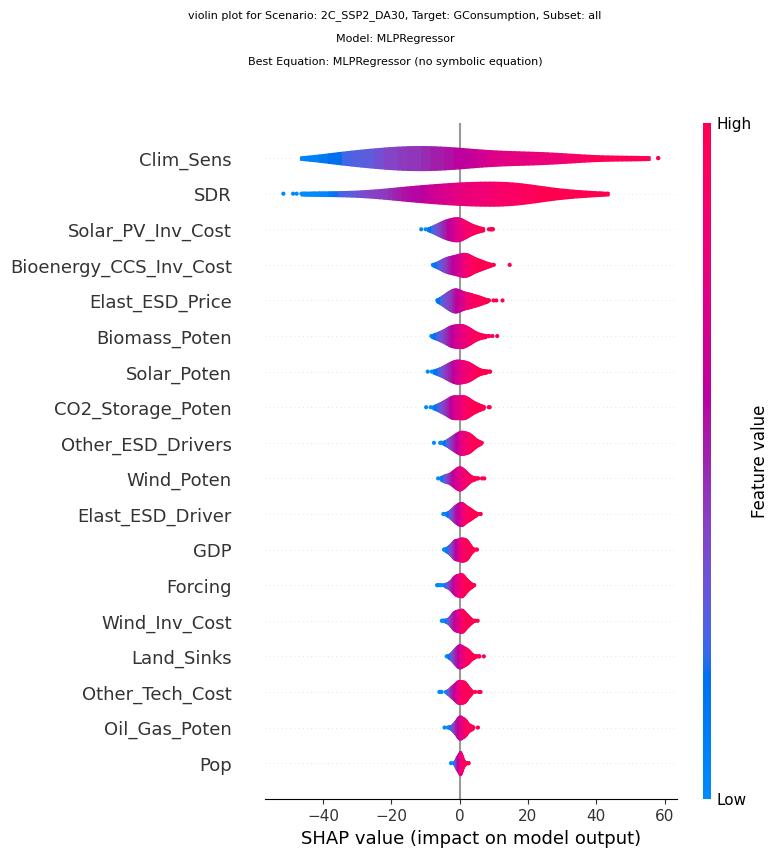 violin plot for Scenario: 2C_SSP2_DA30, Target: GConsumption, Subset: all
Model: MLPRegressor
Best Equation: MLPRegressor (no symbolic equation)
High
Clim_Sens
SDR
Solar_PV_Inv_Cost
Bioenergy_CCS_Inv_Cost
Elast_ESD_Price
Biomass_Poten
Solar_Poten
CO2_Storage_Poten
Other_ESD_Drivers
Wind_Poten
Elast_ESD_Driver
GDP
Forcing
Wind_Inv_Cost
Land_Sinks
Other_Tech_Cost
Oil_Gas_Poten
Pop
Feature value
Low
−40 −20 0 20 40 60
SHAP value (impact on model output)